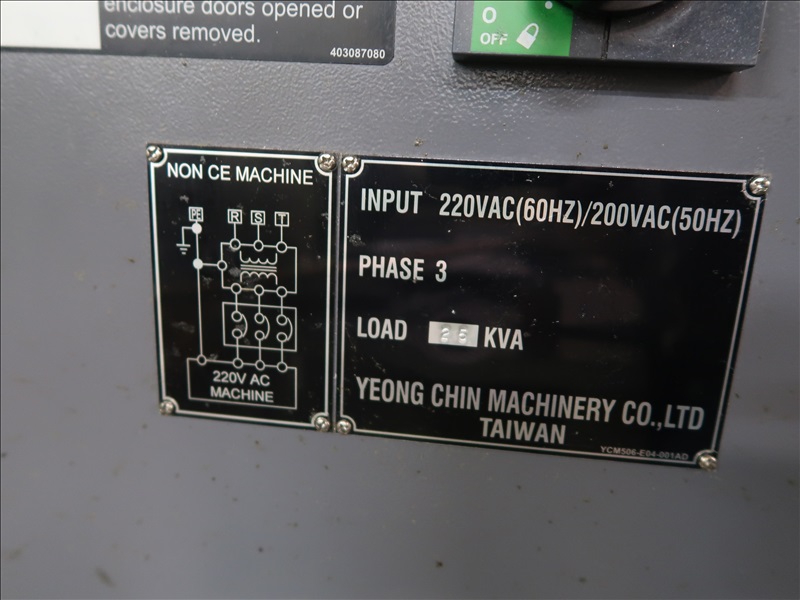 enclosure doors opened or
covers removed.
403087080
O
OFF
NON CE MACHINE
PE R S T
220V AC
MACHINE
INPUT 220VAC(60HZ)/200VAC(50HZ)
PHASE 3
LOAD KVA
YEONG CHIN MACHINERY CO.,LTD
TAIWAN
YCM506-E04-001AD